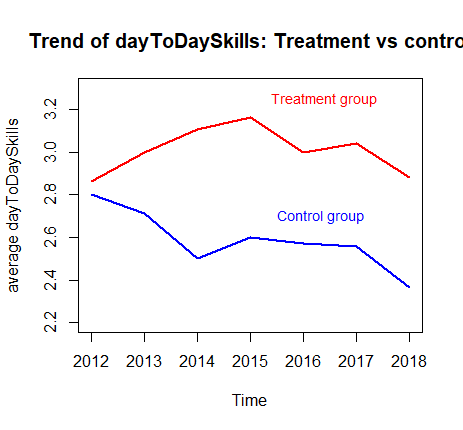 Trend of dayToDaySkills: Treatment vs contro
average dayToDaySkills
3.2
3.0
2.8
2.6
2.4
2.2
Treatment group
Control group
2012 2013 2014 2015 2016 2017 2018
Time